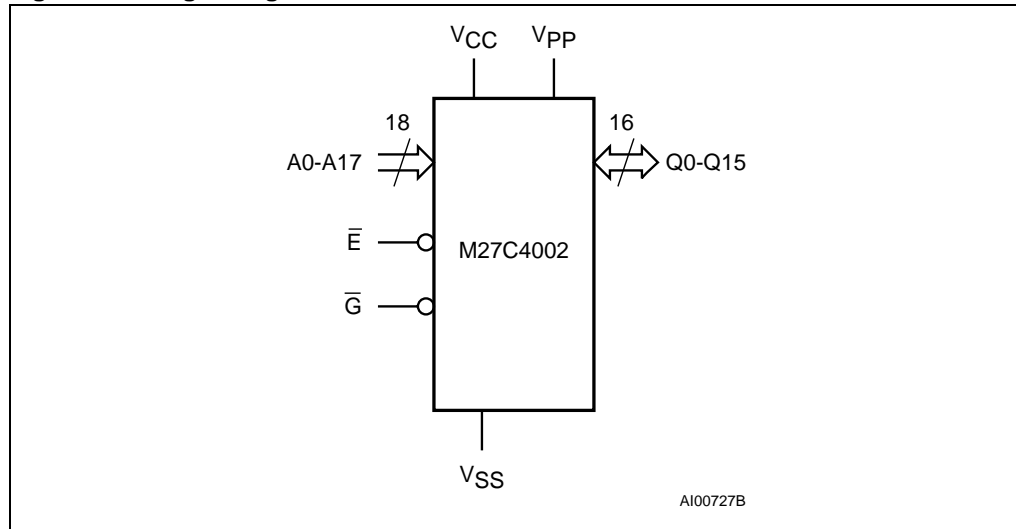 VCC VPP
18 16
A0-A17 Q0-Q15
E̅
M27C4002
G̅
VSS
AI00727B